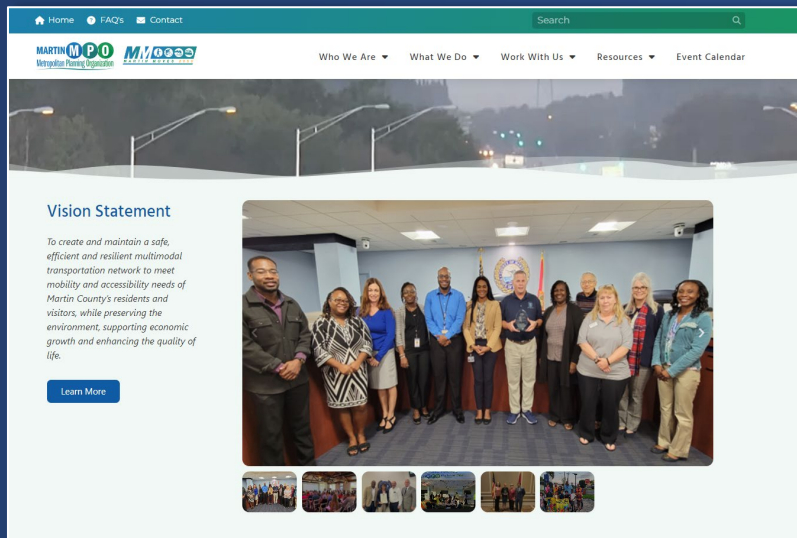 Home FAQ's Contact Search
MARTIN MPO
Metropolitan Planning Organization
Who We Are What We Do Work With Us Resources Event Calendar
Vision Statement
To create and maintain a safe,
efficient and resilient multimodal
transportation network to meet
mobility and accessibility needs of
Martin County's residents and
visitors, while preserving the
environment, supporting economic
growth and enhancing the quality of
life.
Learn More